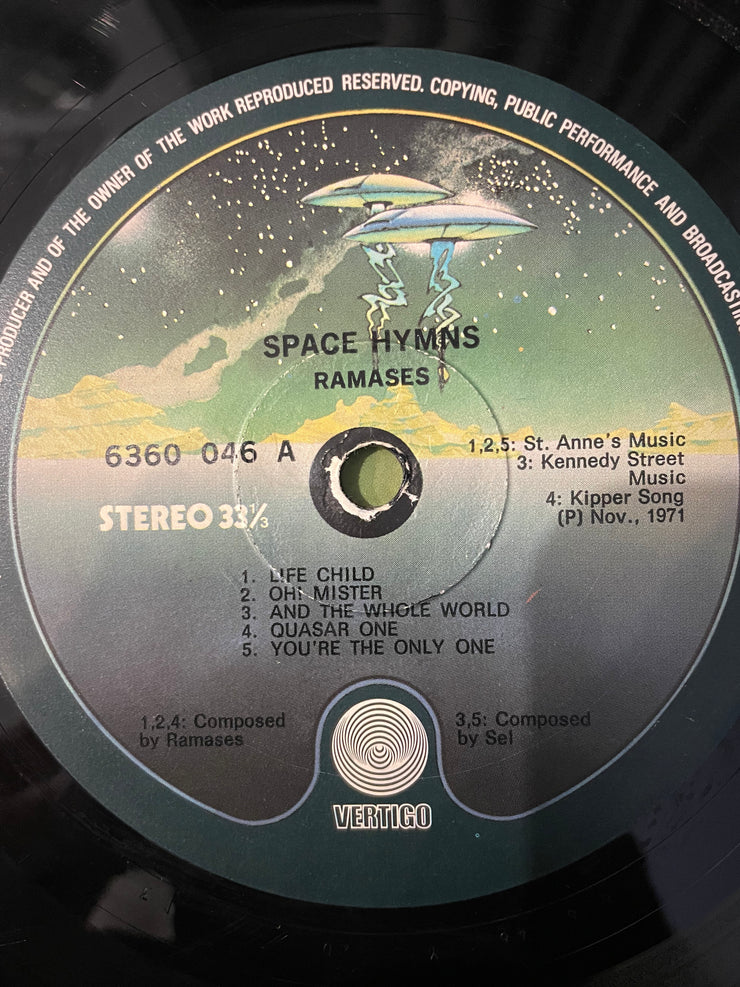 PRODUCER AND OF THE OWNER OF THE WORK REPRODUCED RESERVED. COPYING, PUBLIC PERFORMANCE AND BROADCASTING
SPACE HYMNS
RAMASES
6360 046 A
STEREO 33⅓
1,2,5: St. Anne's Music
3: Kennedy Street
Music
4: Kipper Song
(P) Nov., 1971
1. LIFE CHILD
2. OH! MISTER
3. AND THE WHOLE WORLD
4. QUASAR ONE
5. YOU'RE THE ONLY ONE
1,2,4: Composed
by Ramases
3,5: Composed
by Sel
VERTIGO